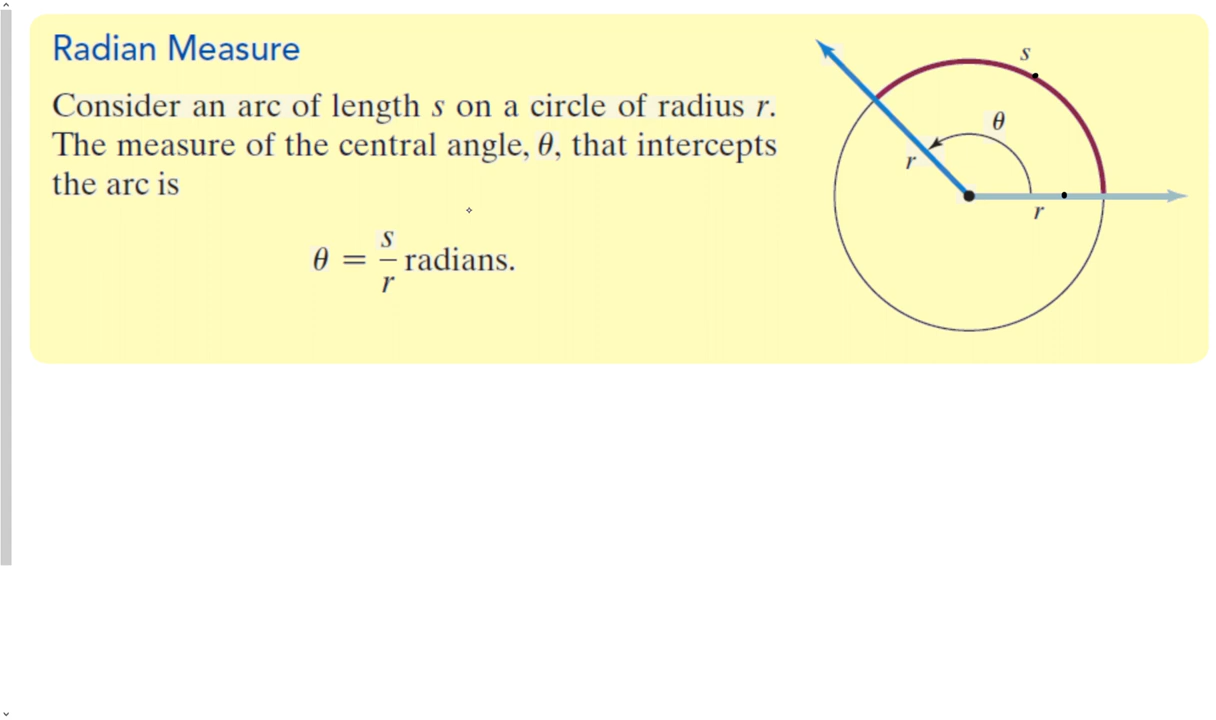 Radian Measure
Consider an arc of length s on a circle of radius r.
The measure of the central angle, θ, that intercepts
the arc is
θ = s/r radians.
s
θ
r
r